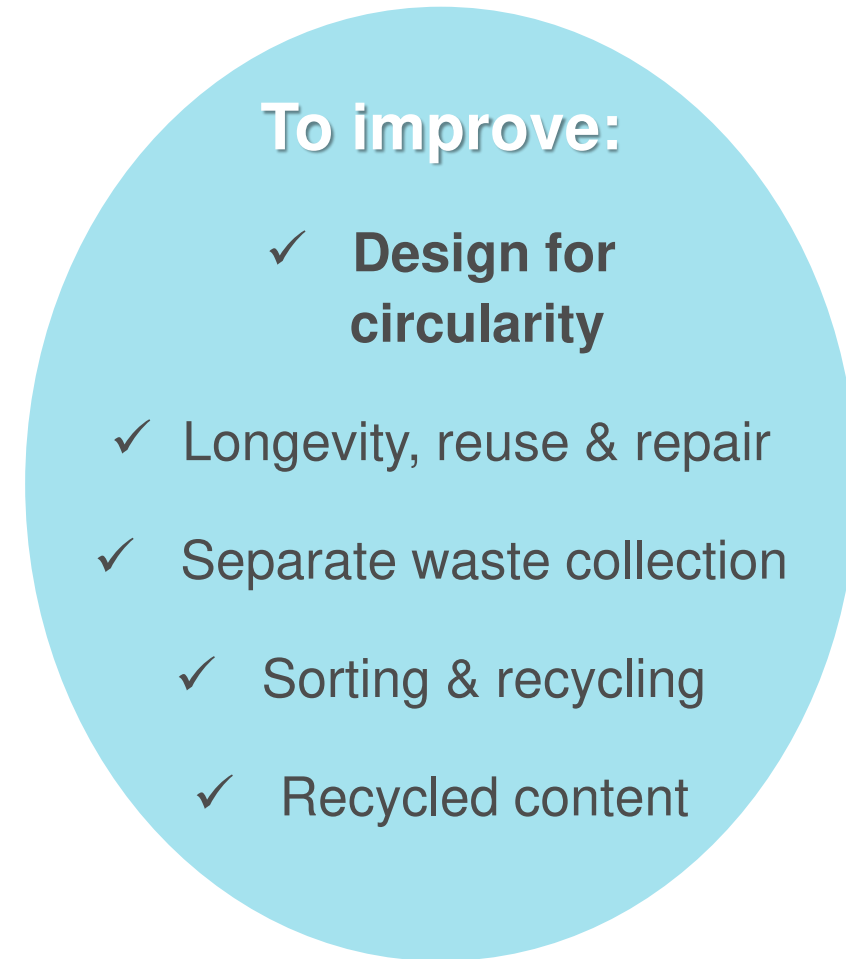 To improve:
✓ Design for
circularity
✓ Longevity, reuse & repair
✓ Separate waste collection
✓ Sorting & recycling
✓ Recycled content